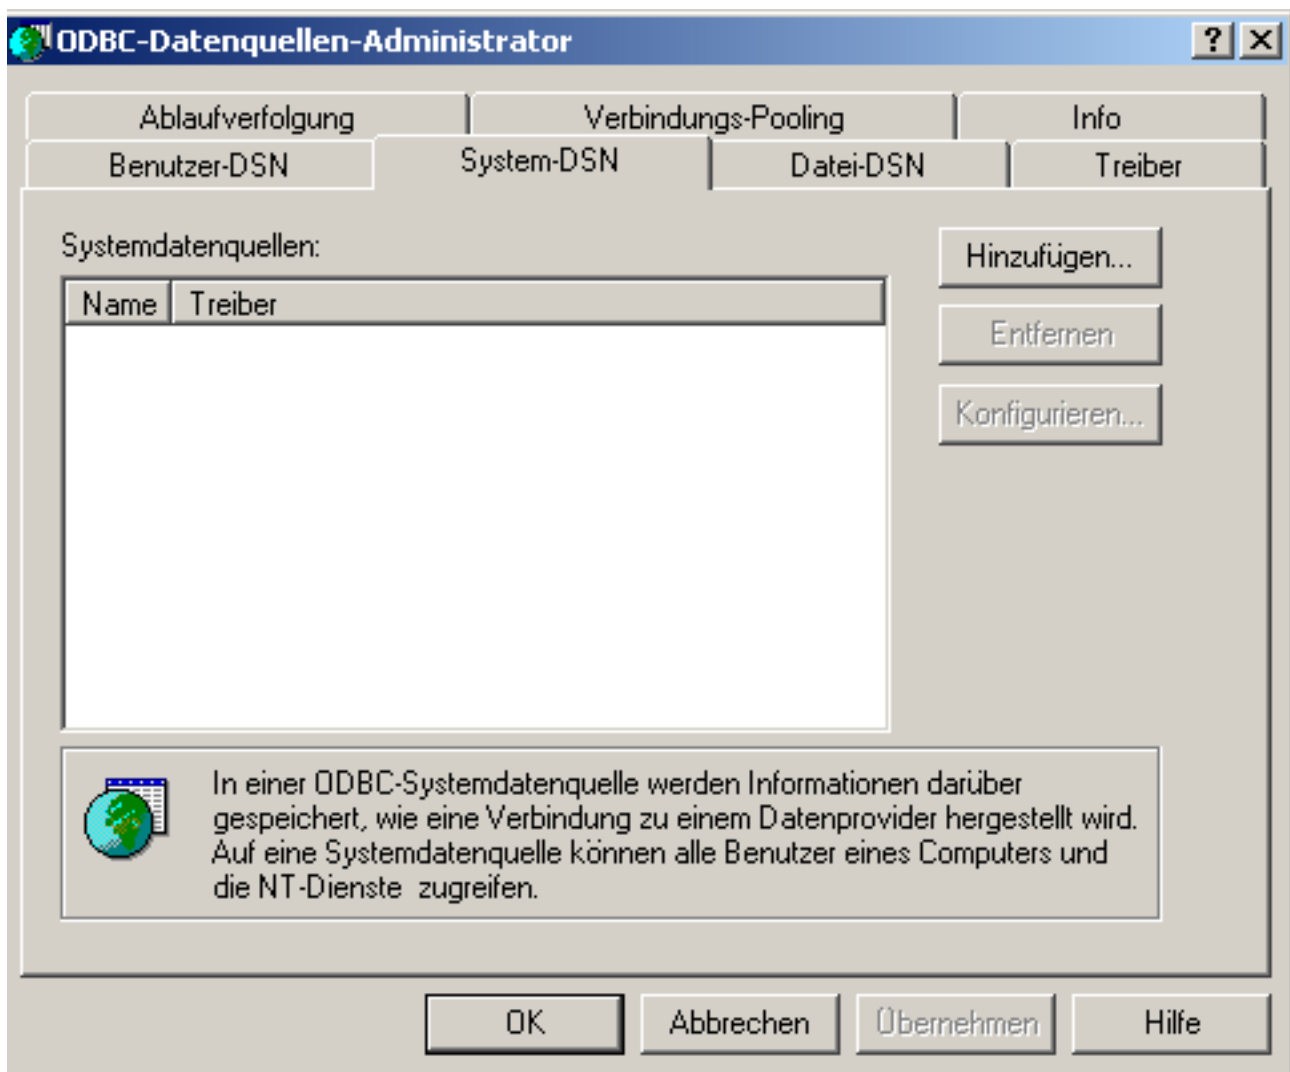 ODBC-Datenquellen-Administrator
Ablaufverfolgung Verbindungs-Pooling Info
Benutzer-DSN System-DSN Datei-DSN Treiber
Systemdatenquellen:
Name Treiber
Hinzufügen...
Entfernen
Konfigurieren...
In einer ODBC-Systemdatenquelle werden Informationen darüber
gespeichert, wie eine Verbindung zu einem Datenprovider hergestellt wird.
Auf eine Systemdatenquelle können alle Benutzer eines Computers und
die NT-Dienste  zugreifen.
OK Abbrechen Übernehmen Hilfe